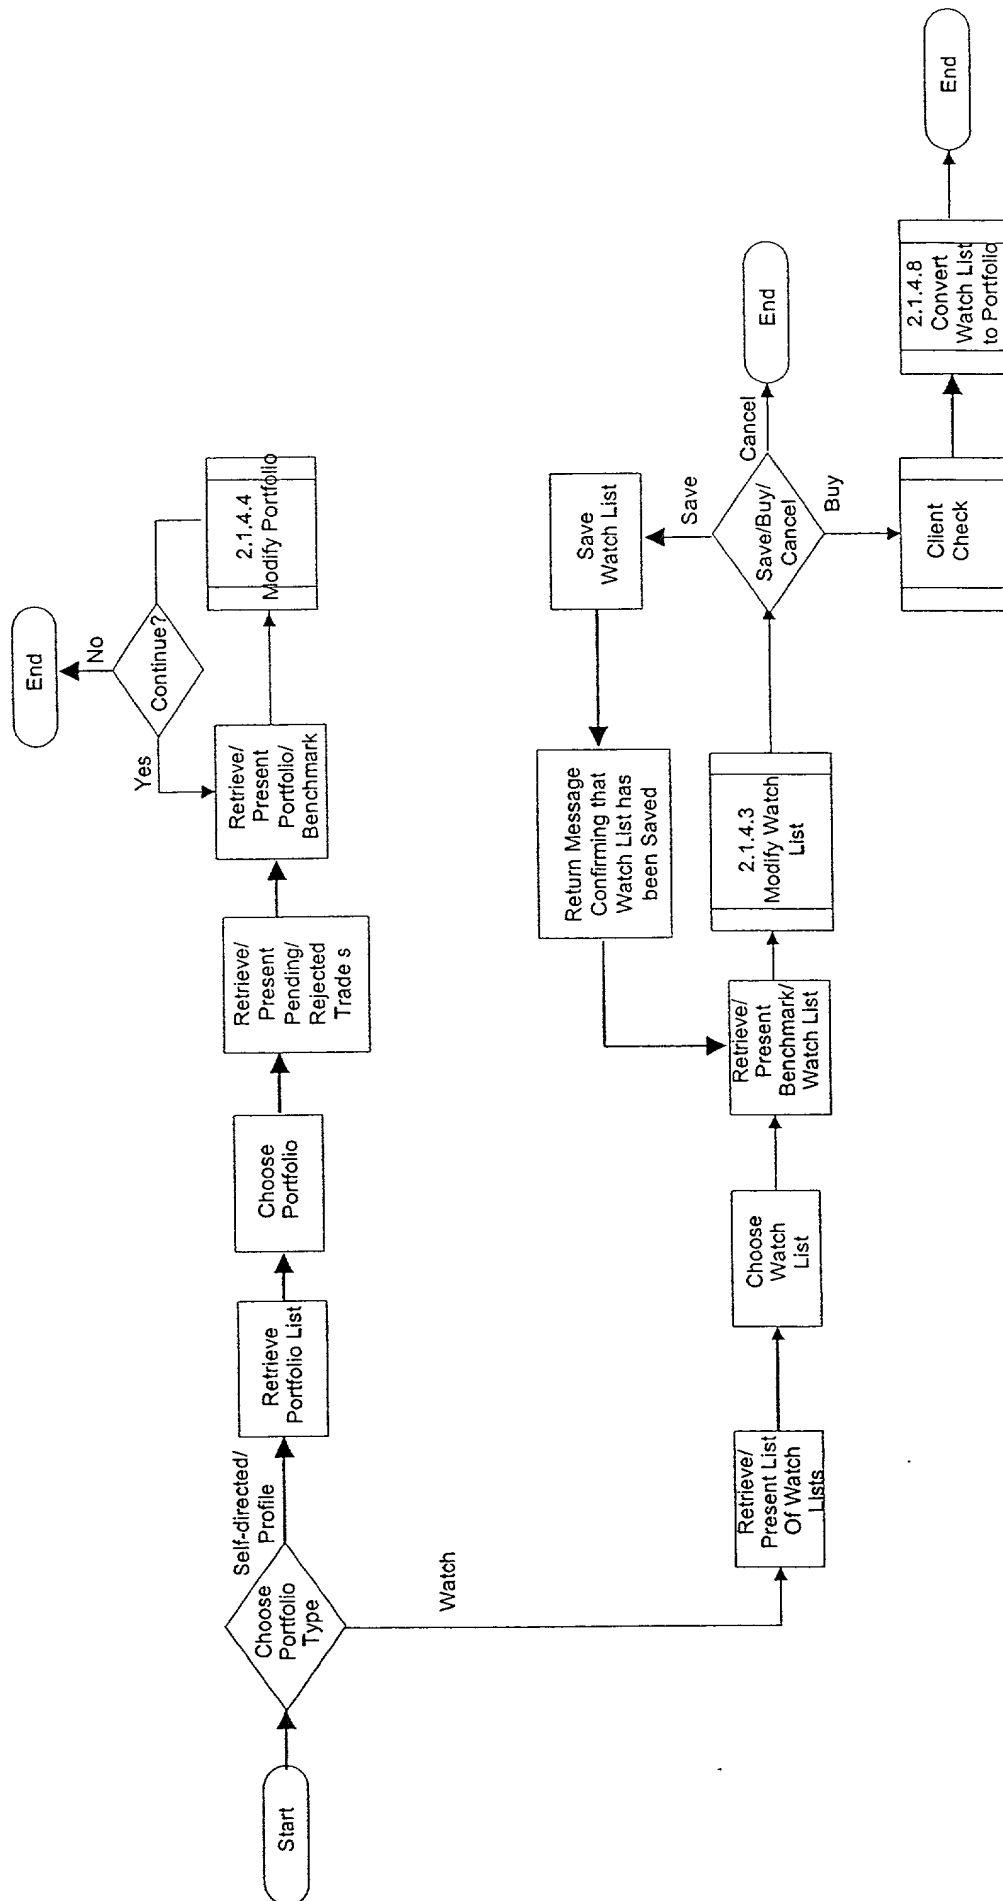 Start
Choose
Portfolio
Type
Self-directed/
Profile
Retrieve
Portfolio List
Choose
Portfolio
Retrieve/
Present
Pending/
Rejected
Trade s
Retrieve/
Present
Portfolio/
Benchmark
2.1.4.4
Modify Portfolio
Continue?
Yes
No
End
Watch
Retrieve/
Present List
Of Watch
Lists
Choose
Watch
List
Retrieve/
Present
Benchmark/
Watch List
2.1.4.3
Modify Watch
List
Save/Buy/
Cancel
Save
Save
Watch List
Return Message
Confirming that
Watch List has
been Saved
Cancel
End
Buy
Client
Check
2.1.4.8
Convert
Watch List
to Portfolio
End